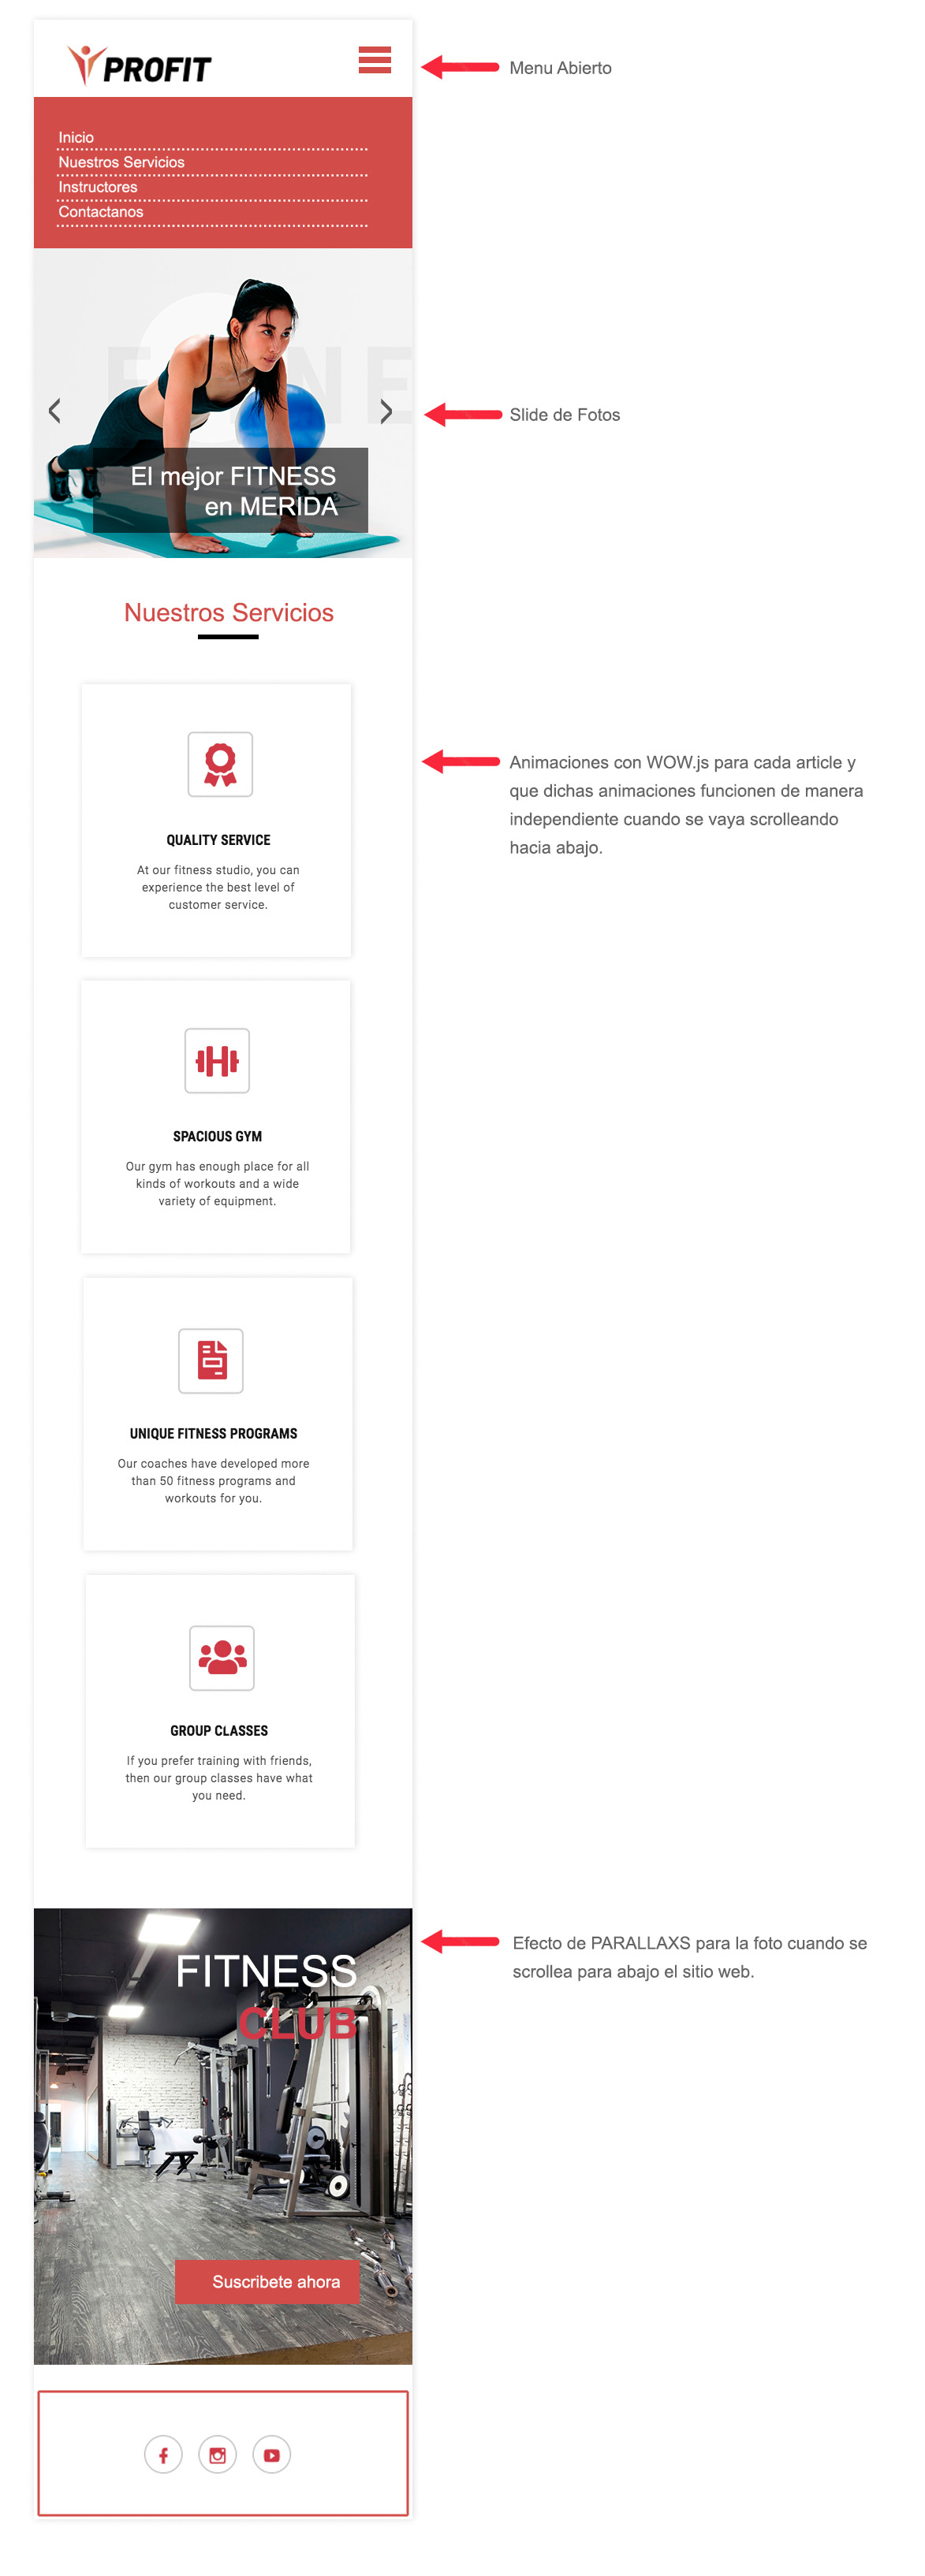 PROFIT
Menu Abierto
Inicio
Nuestros Servicios
Instructores
Contactanos
FITNE
Slide de Fotos
El mejor FITNESS
en MERIDA
Nuestros Servicios
Animaciones con WOW.js para cada article y
que dichas animaciones funcionen de manera
independiente cuando se vaya scrolleando
hacia abajo.
QUALITY SERVICE
At our fitness studio, you can
experience the best level of
customer service.
SPACIOUS GYM
Our gym has enough place for all
kinds of workouts and a wide
variety of equipment.
UNIQUE FITNESS PROGRAMS
Our coaches have developed more
than 50 fitness programs and
workouts for you.
GROUP CLASSES
If you prefer training with friends,
then our group classes have what
you need.
Efecto de PARALLAXS para la foto cuando se
scrollea para abajo el sitio web.
FITNESS
CLUB
Suscribete ahora